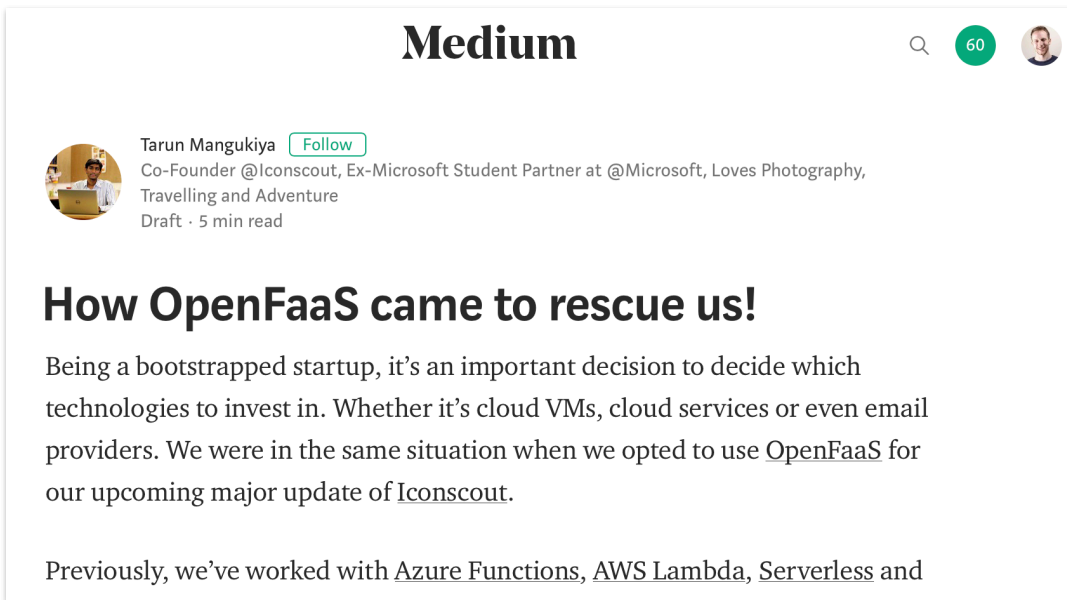 Medium
60
Tarun Mangukiya Follow
Co-Founder @Iconscout, Ex-Microsoft Student Partner at @Microsoft, Loves Photography,
Travelling and Adventure
Draft · 5 min read
How OpenFaaS came to rescue us!
Being a bootstrapped startup, it’s an important decision to decide which
technologies to invest in. Whether it’s cloud VMs, cloud services or even email
providers. We were in the same situation when we opted to use OpenFaaS for
our upcoming major update of Iconscout.
Previously, we’ve worked with Azure Functions, AWS Lambda, Serverless and